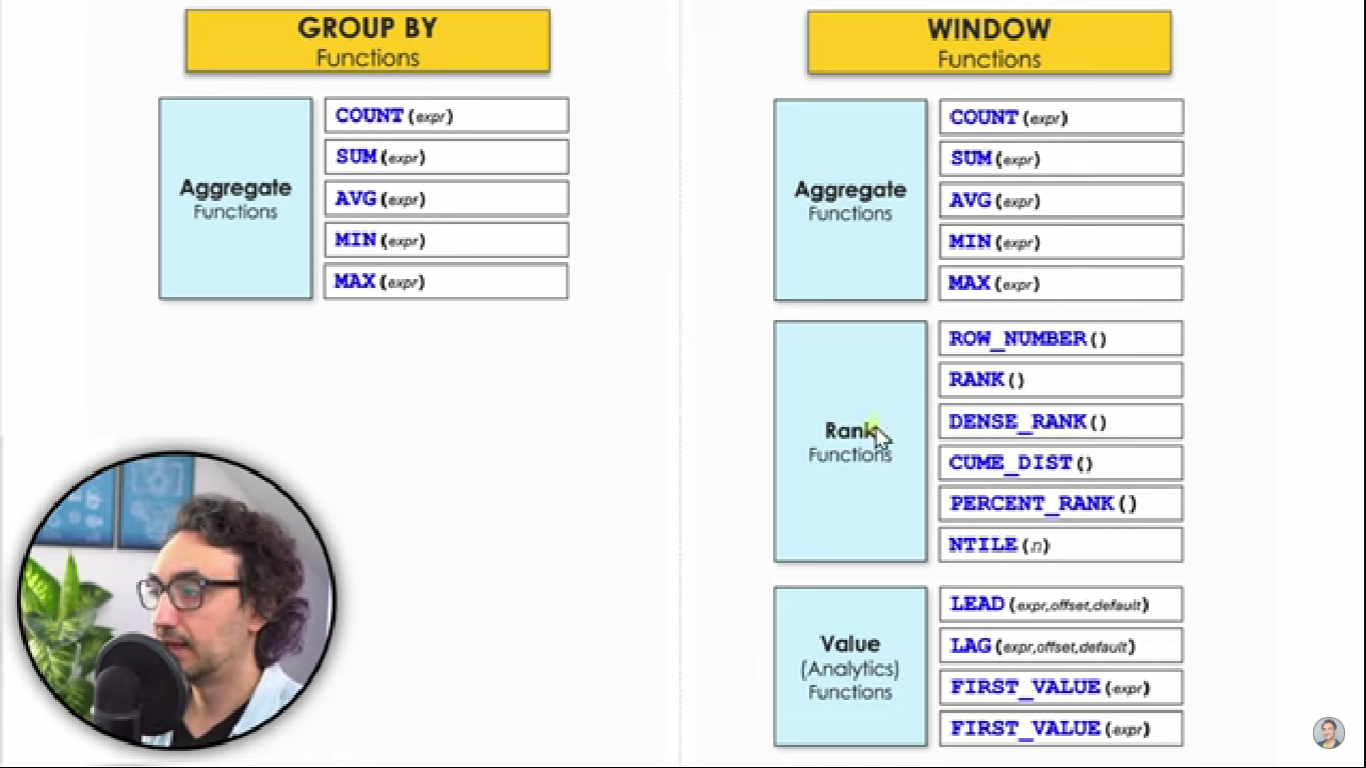 GROUP BY
Functions
Aggregate
Functions
COUNT(expr)
SUM(expr)
AVG(expr)
MIN(expr)
MAX(expr)
WINDOW
Functions
Aggregate
Functions
COUNT(expr)
SUM(expr)
AVG(expr)
MIN(expr)
MAX(expr)
Rank
Functions
ROW_NUMBER()
RANK()
DENSE_RANK()
CUME_DIST()
PERCENT_RANK()
NTILE(n)
Value
(Analytics)
Functions
LEAD(expr,offset,default)
LAG(expr,offset,default)
FIRST_VALUE(expr)
FIRST_VALUE(expr)